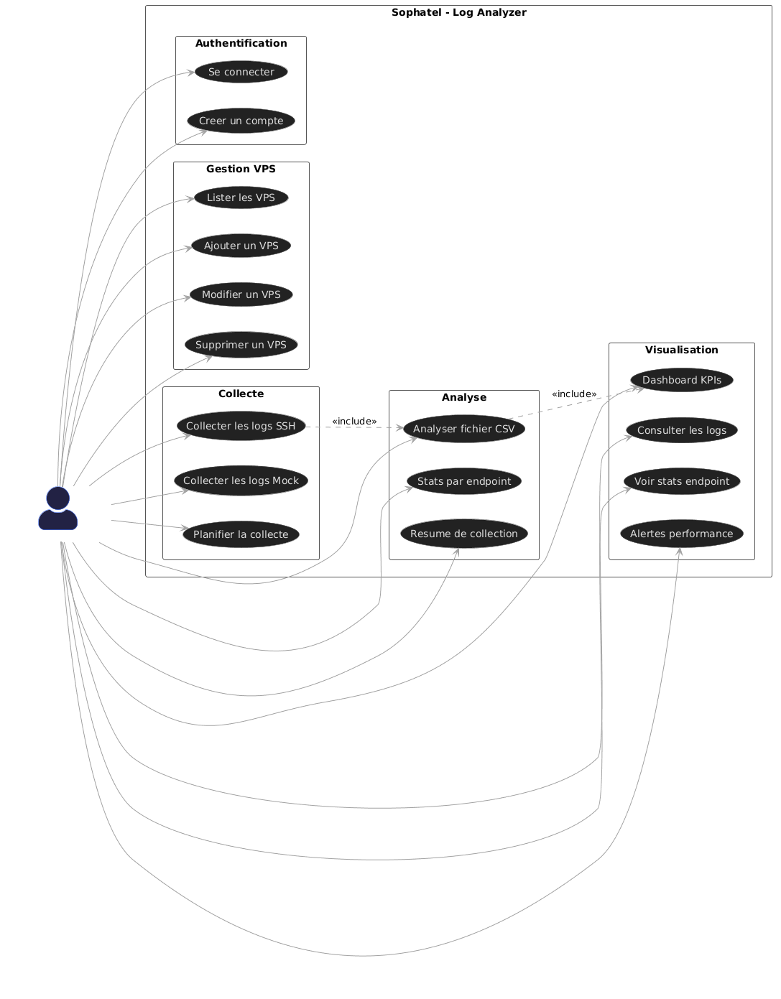 Sophatel - Log Analyzer
Authentification
Se connecter
Creer un compte
Gestion VPS
Lister les VPS
Ajouter un VPS
Modifier un VPS
Supprimer un VPS
Collecte
Collecter les logs SSH
Collecter les logs Mock
Planifier la collecte
«include»
Analyse
Analyser fichier CSV
Stats par endpoint
Resume de collection
«include»
Visualisation
Dashboard KPIs
Consulter les logs
Voir stats endpoint
Alertes performance